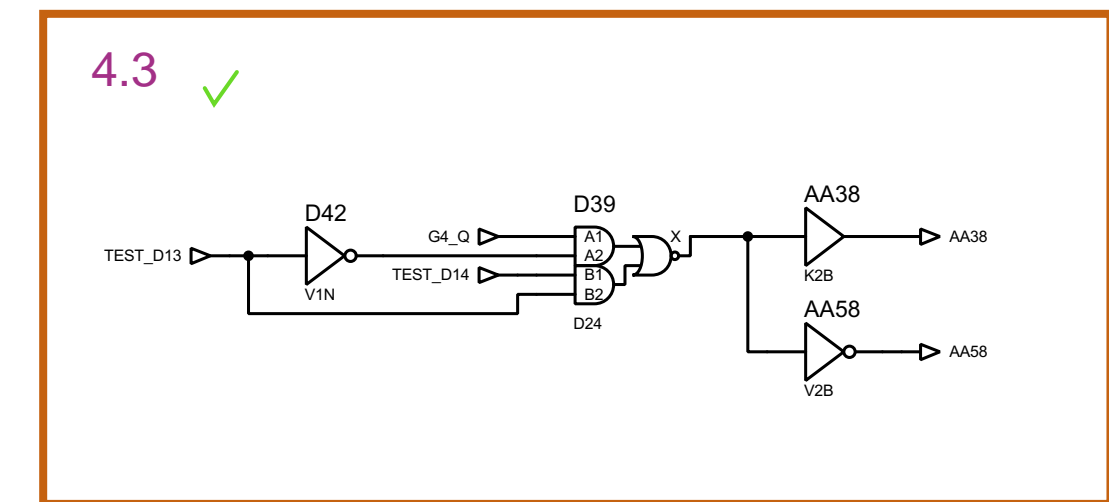 4.3
TEST_D13
D42
V1N
G4_Q
TEST_D14
D39
A1
A2
B1
B2
D24
X
AA38
K2B
AA38
AA58
V2B
AA58